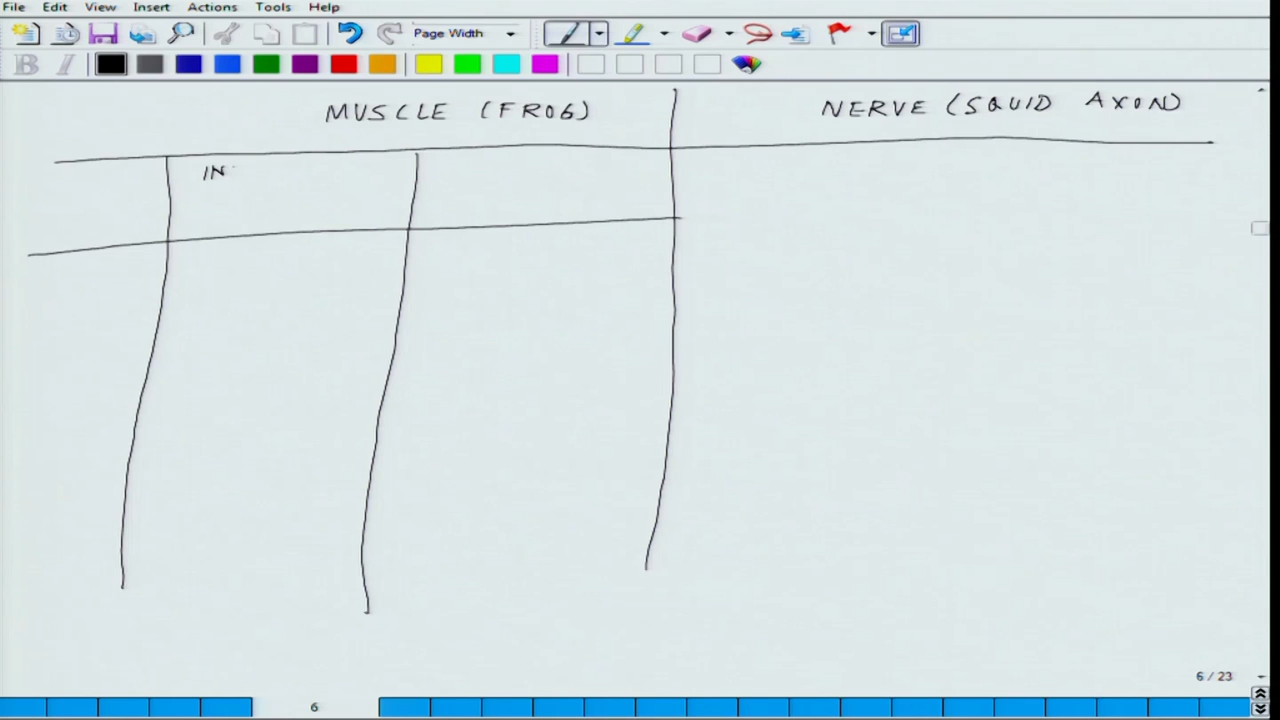 File Edit View Insert Actions Tools Help
Page Width
B I
MUSCLE (FROG) NERVE (SQUID AXON)
IN
6 / 23
6